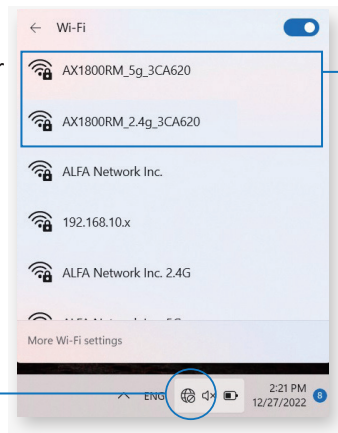 Wi-Fi
AX1800RM_5g_3CA620
AX1800RM_2.4g_3CA620
ALFA Network Inc.
192.168.10.x
ALFA Network Inc. 2.4G
More Wi-Fi settings
ENG
2:21 PM
12/27/2022
8